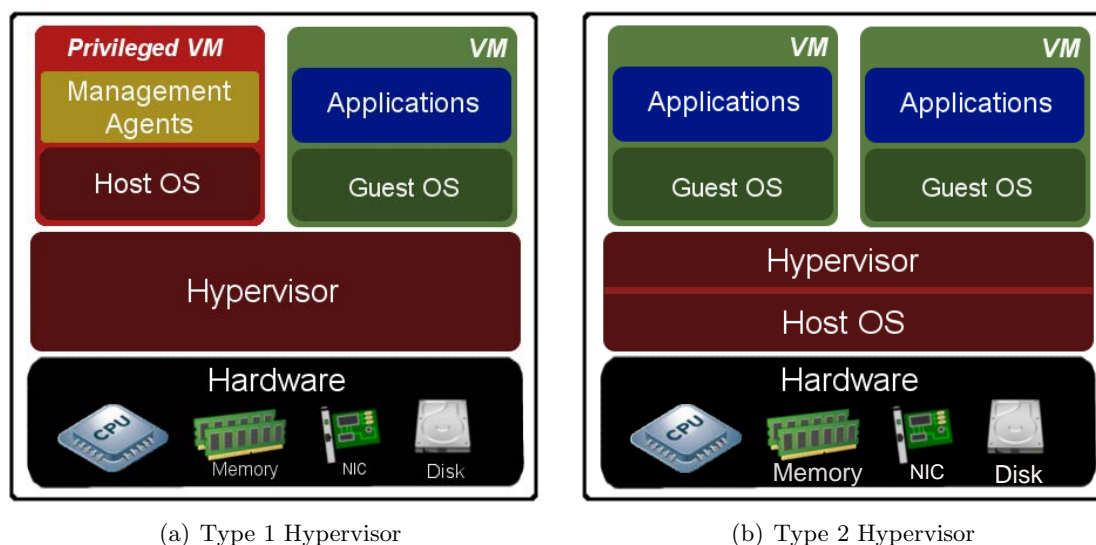 Privileged VM
Management
Agents
Host OS
VM
Applications
Guest OS
Hypervisor
Hardware
CPU
Memory
NIC
Disk
(a) Type 1 Hypervisor
VM
Applications
Guest OS
VM
Applications
Guest OS
Hypervisor
Host OS
Hardware
CPU
Memory
NIC
Disk
(b) Type 2 Hypervisor